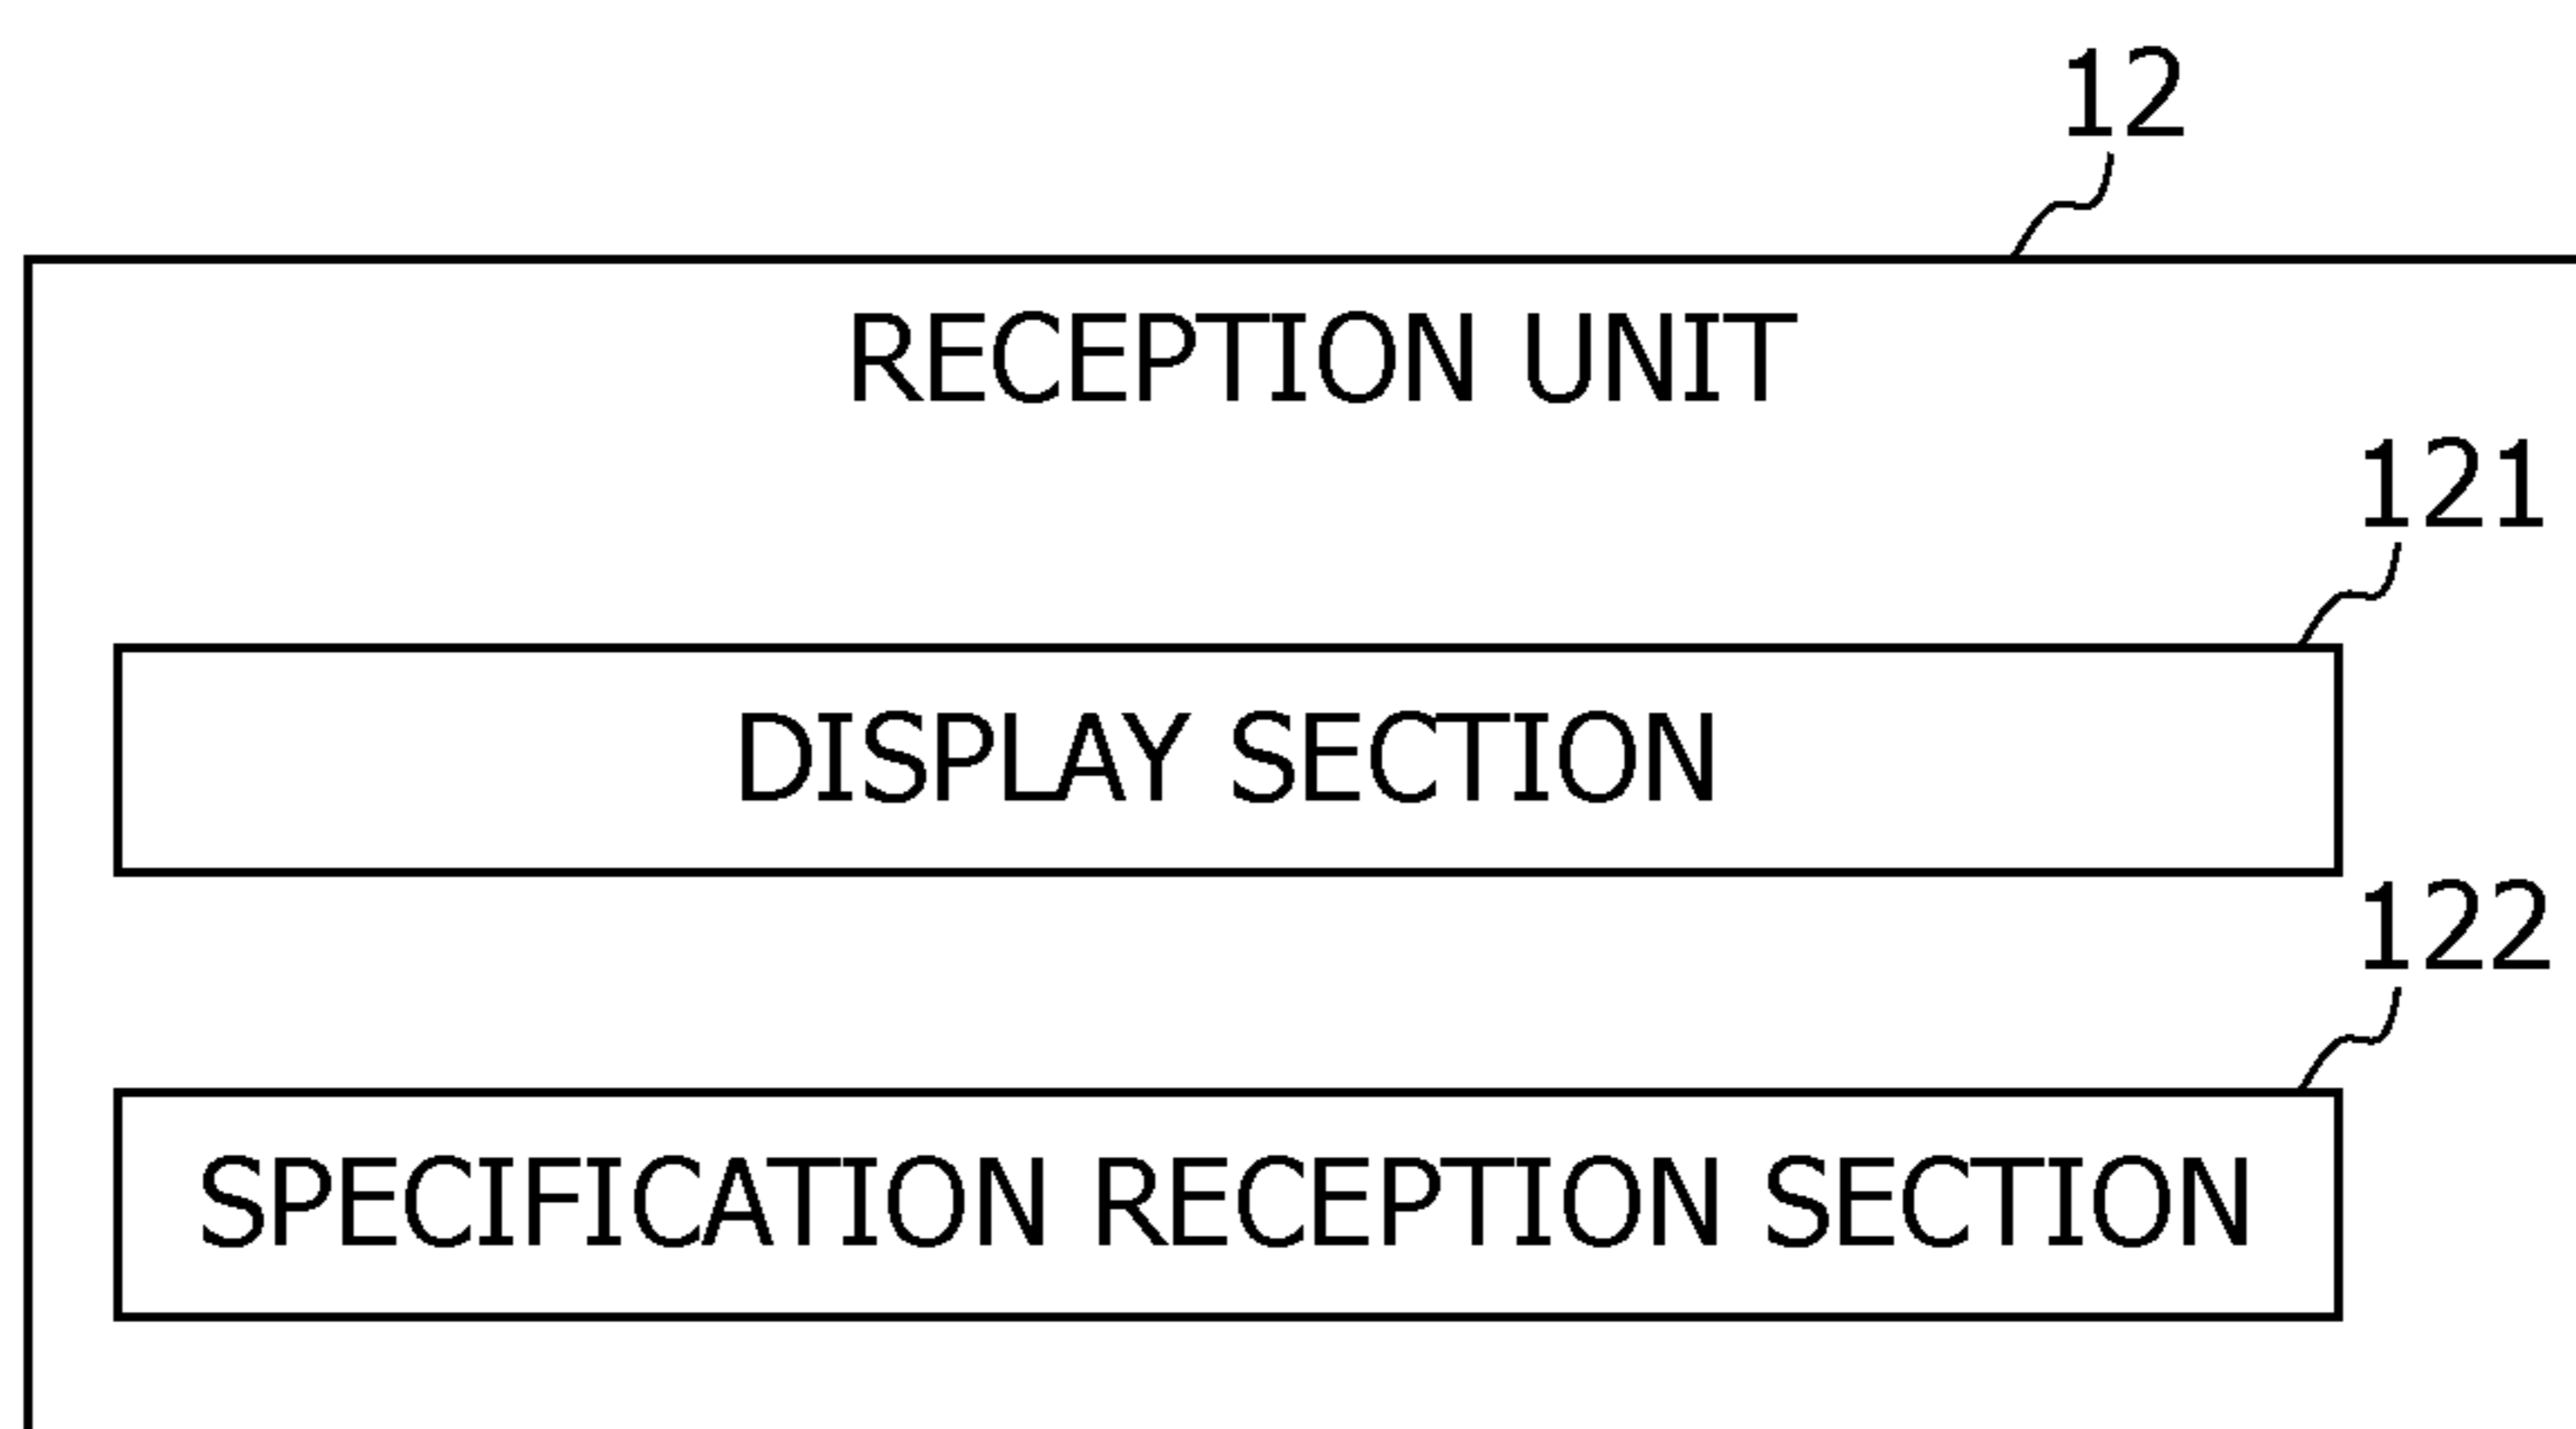 12
RECEPTION UNIT
121
DISPLAY SECTION
122
SPECIFICATION RECEPTION SECTION